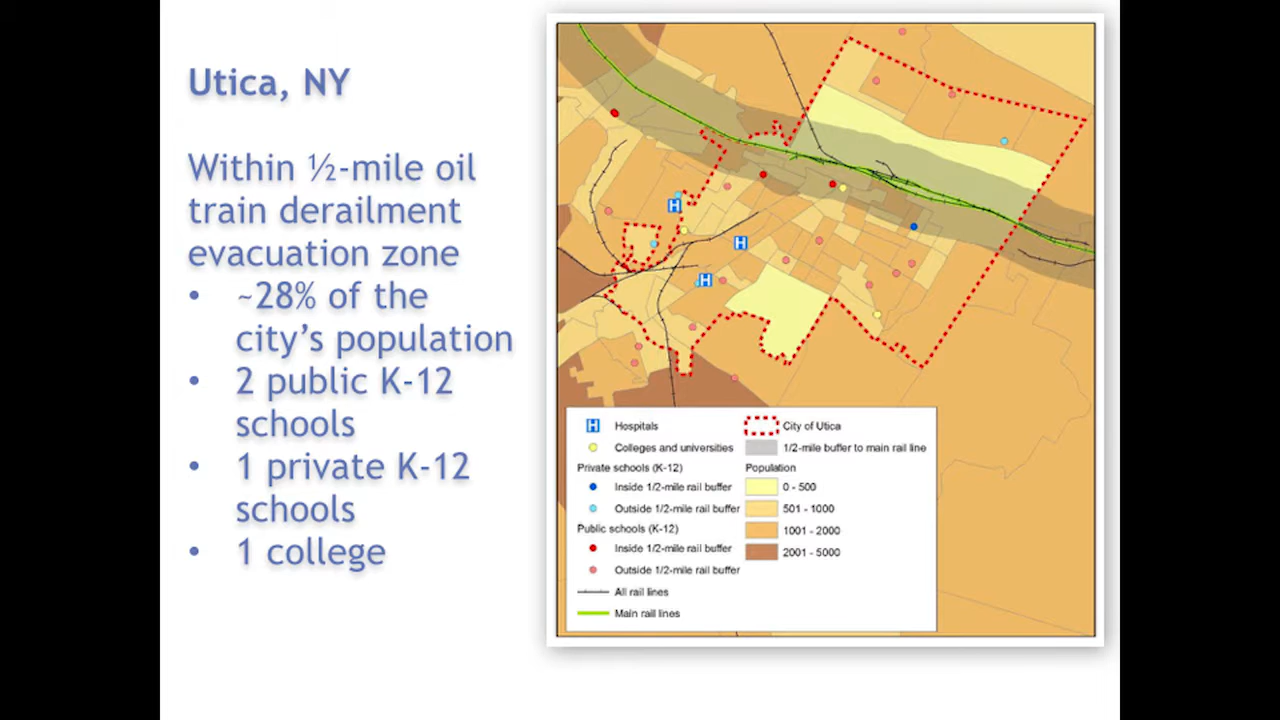 Utica, NY
Within ½-mile oil
train derailment
evacuation zone
• ~28% of the
city’s population
• 2 public K-12
schools
• 1 private K-12
schools
• 1 college
H
H
H
H Hospitals
Colleges and universities
Private schools (K-12)
Inside 1/2-mile rail buffer
Outside 1/2-mile rail buffer
Public schools (K-12)
Inside 1/2-mile rail buffer
Outside 1/2-mile rail buffer
All rail lines
Main rail lines
City of Utica
1/2-mile buffer to main rail line
Population
0 - 500
501 - 1000
1001 - 2000
2001 - 5000